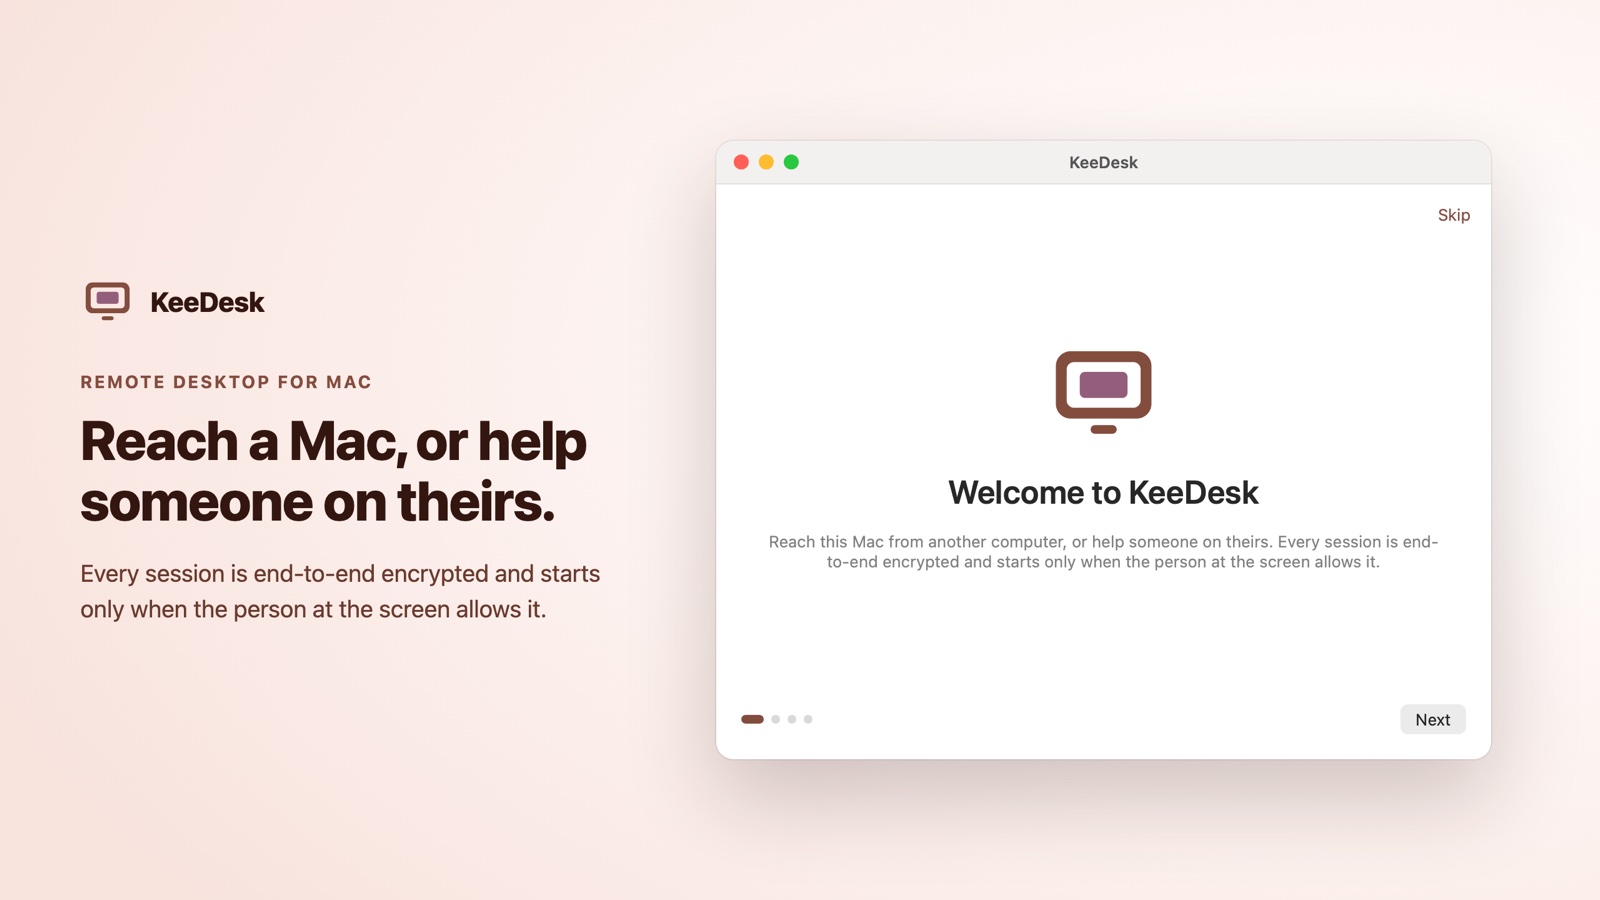 KeeDesk
REMOTE DESKTOP FOR MAC
Reach a Mac, or help
someone on theirs.
Every session is end-to-end encrypted and starts
only when the person at the screen allows it.
KeeDesk
Skip
Welcome to KeeDesk
Reach this Mac from another computer, or help someone on theirs. Every session is end-
to-end encrypted and starts only when the person at the screen allows it.
Next